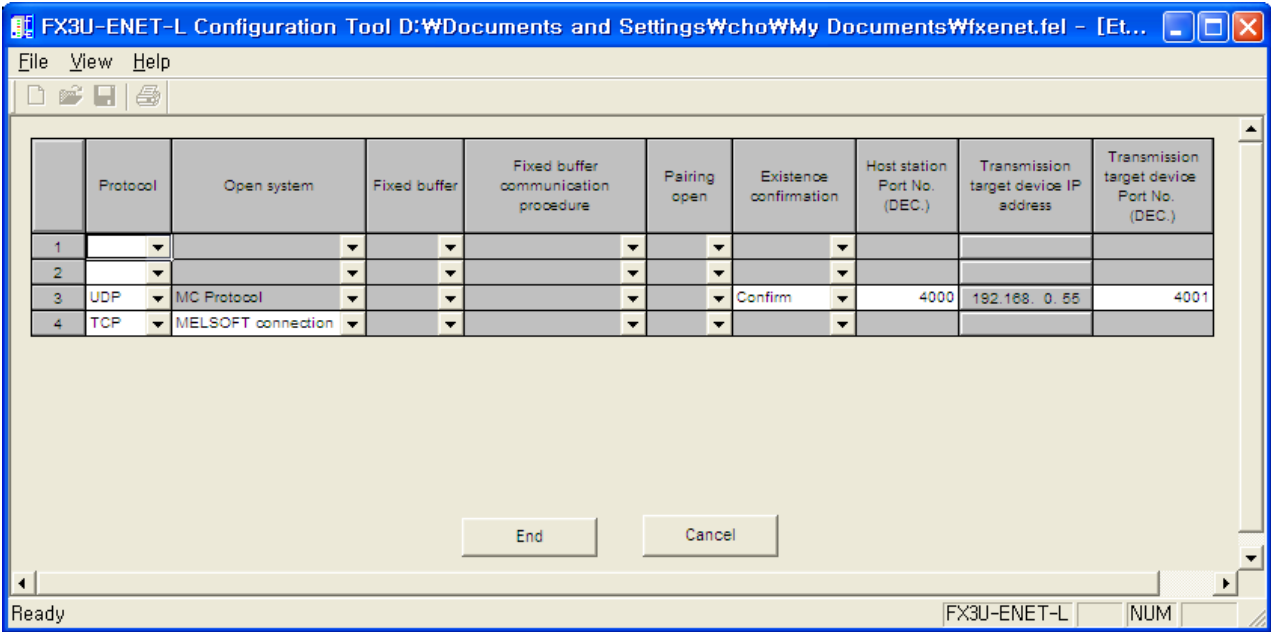 FX3U-ENET-L Configuration Tool D:₩Documents and Settings₩cho₩My Documents₩fxenet.fel - [Et...
File View Help
Protocol Open system Fixed buffer Fixed buffer communication procedure Pairing open Existence confirmation Host station Port No. (DEC.) Transmission target device IP address Transmission target device Port No. (DEC.)
1
2
3 UDP MC Protocol Confirm 4000 192.168. 0. 55 4001
4 TCP MELSOFT connection
End Cancel
Ready FX3U-ENET-L NUM